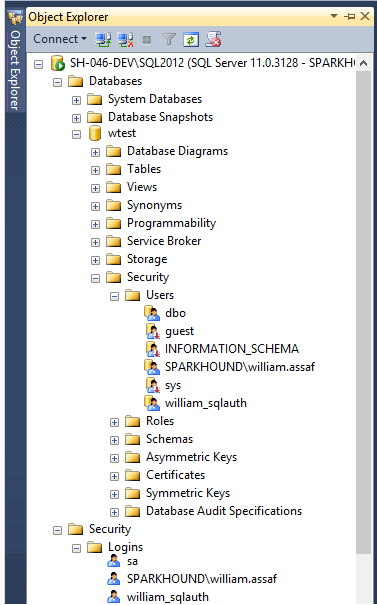 Object Explorer
Object Explorer
Connect
SH-046-DEV\SQL2012 (SQL Server 11.0.3128 - SPARKH
Databases
System Databases
Database Snapshots
wtest
Database Diagrams
Tables
Views
Synonyms
Programmability
Service Broker
Storage
Security
Users
dbo
guest
INFORMATION_SCHEMA
SPARKHOUND\william.assaf
sys
william_sqlauth
Roles
Schemas
Asymmetric Keys
Certificates
Symmetric Keys
Database Audit Specifications
Security
Logins
sa
SPARKHOUND\william.assaf
william_sqlauth